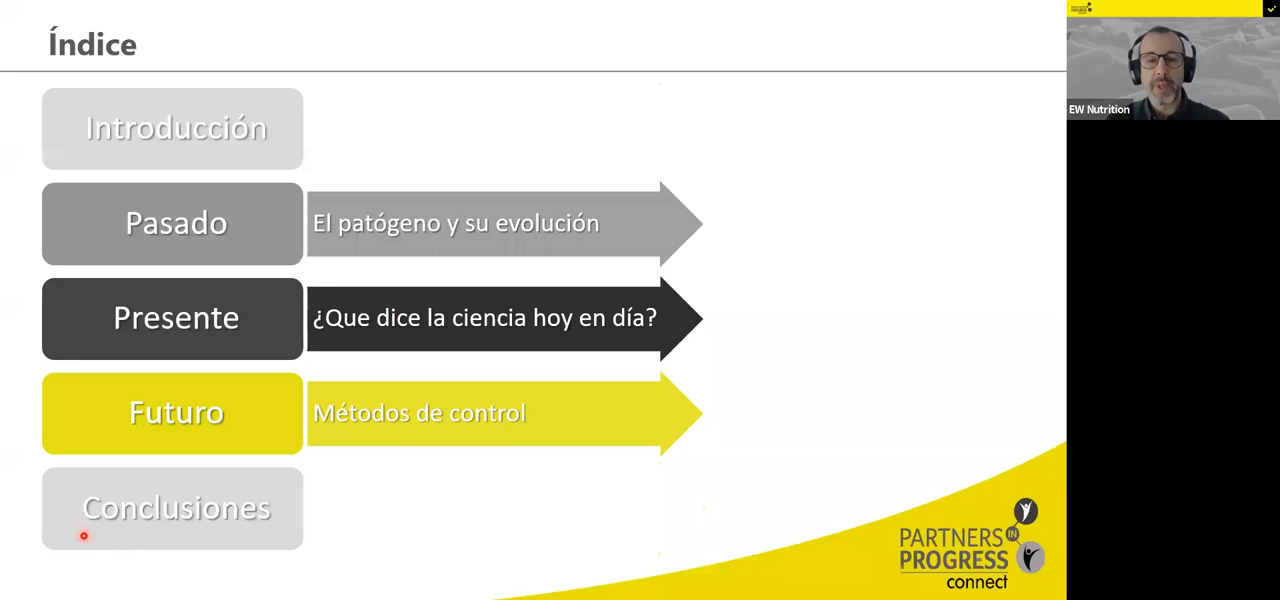 Índice
Introducción
Pasado
El patógeno y su evolución
Presente
¿Que dice la ciencia hoy en día?
Futuro
Métodos de control
Conclusiones
PARTNERS
IN
PROGRESS
connect
EW Nutrition